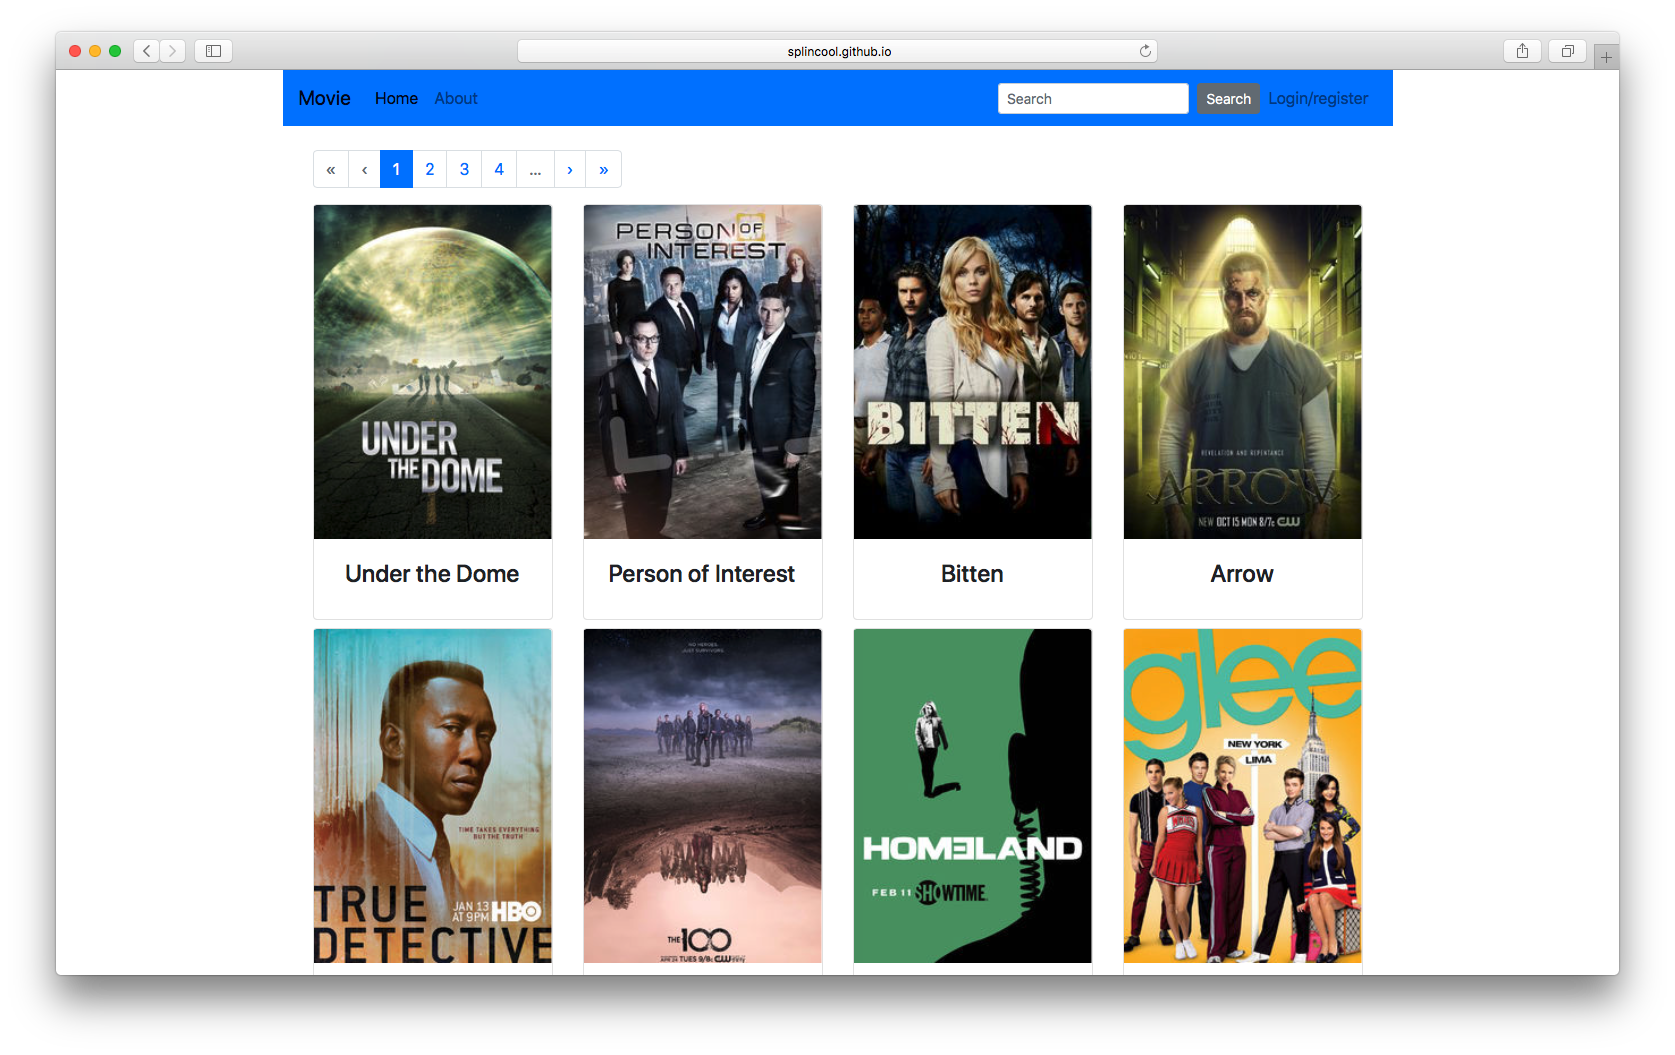 splincool.github.io
Movie Home About Search Search Login/register
« ‹ 1 2 3 4 ... › »
PERSON OF
INTEREST
UNDER
THE DOME
BITTEN
REVELATION AND REPENTANCE
ARROW
NEW OCT 15 MON 8/7c CW
Under the Dome
Person of Interest
Bitten
Arrow
TIME TAKES EVERYTHING
BUT THE TRUTH
TRUE
DETECTIVE
JAN 13
AT 9PM HBO
NO HEROES.
JUST SURVIVORS.
THE 100
TUES 9/8c CW
HOMELAND
FEB 11 SHOWTIME
glee
NEW YORK
LIMA